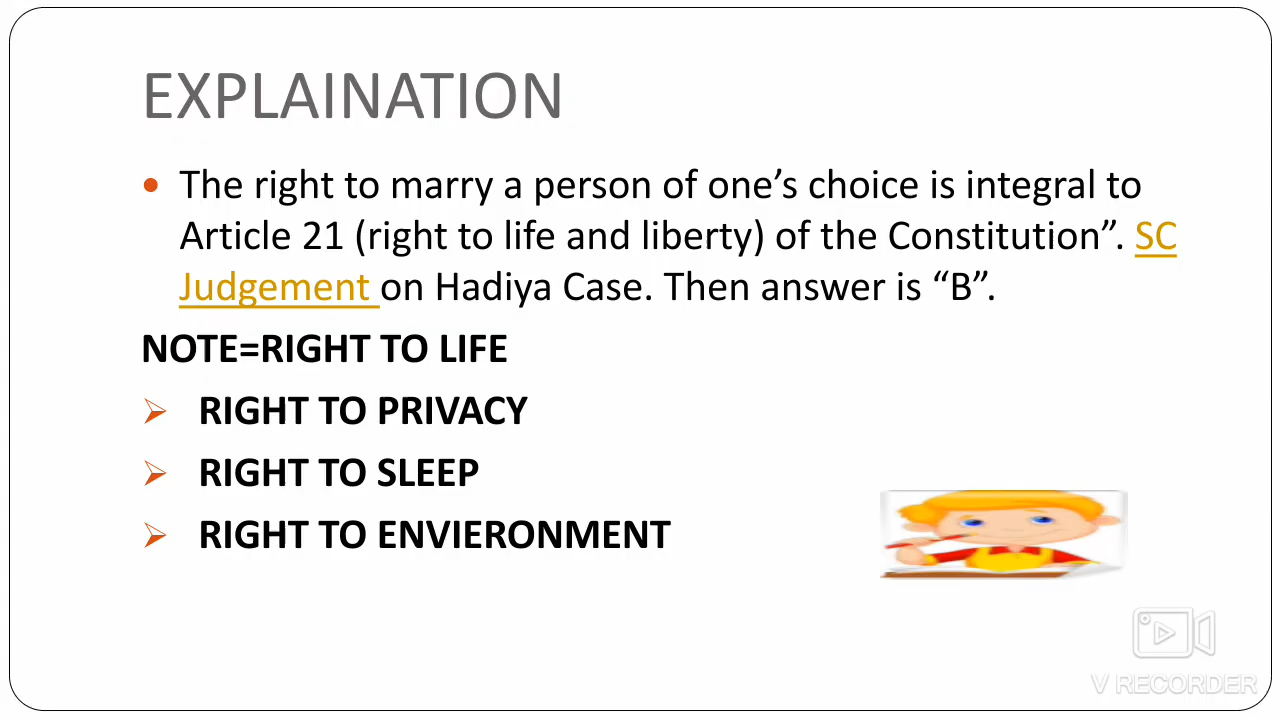 EXPLAINATION
• The right to marry a person of one’s choice is integral to
Article 21 (right to life and liberty) of the Constitution”. SC
Judgement on Hadiya Case. Then answer is “B”.
NOTE=RIGHT TO LIFE
➢ RIGHT TO PRIVACY
➢ RIGHT TO SLEEP
➢ RIGHT TO ENVIERONMENT
V RECORDER